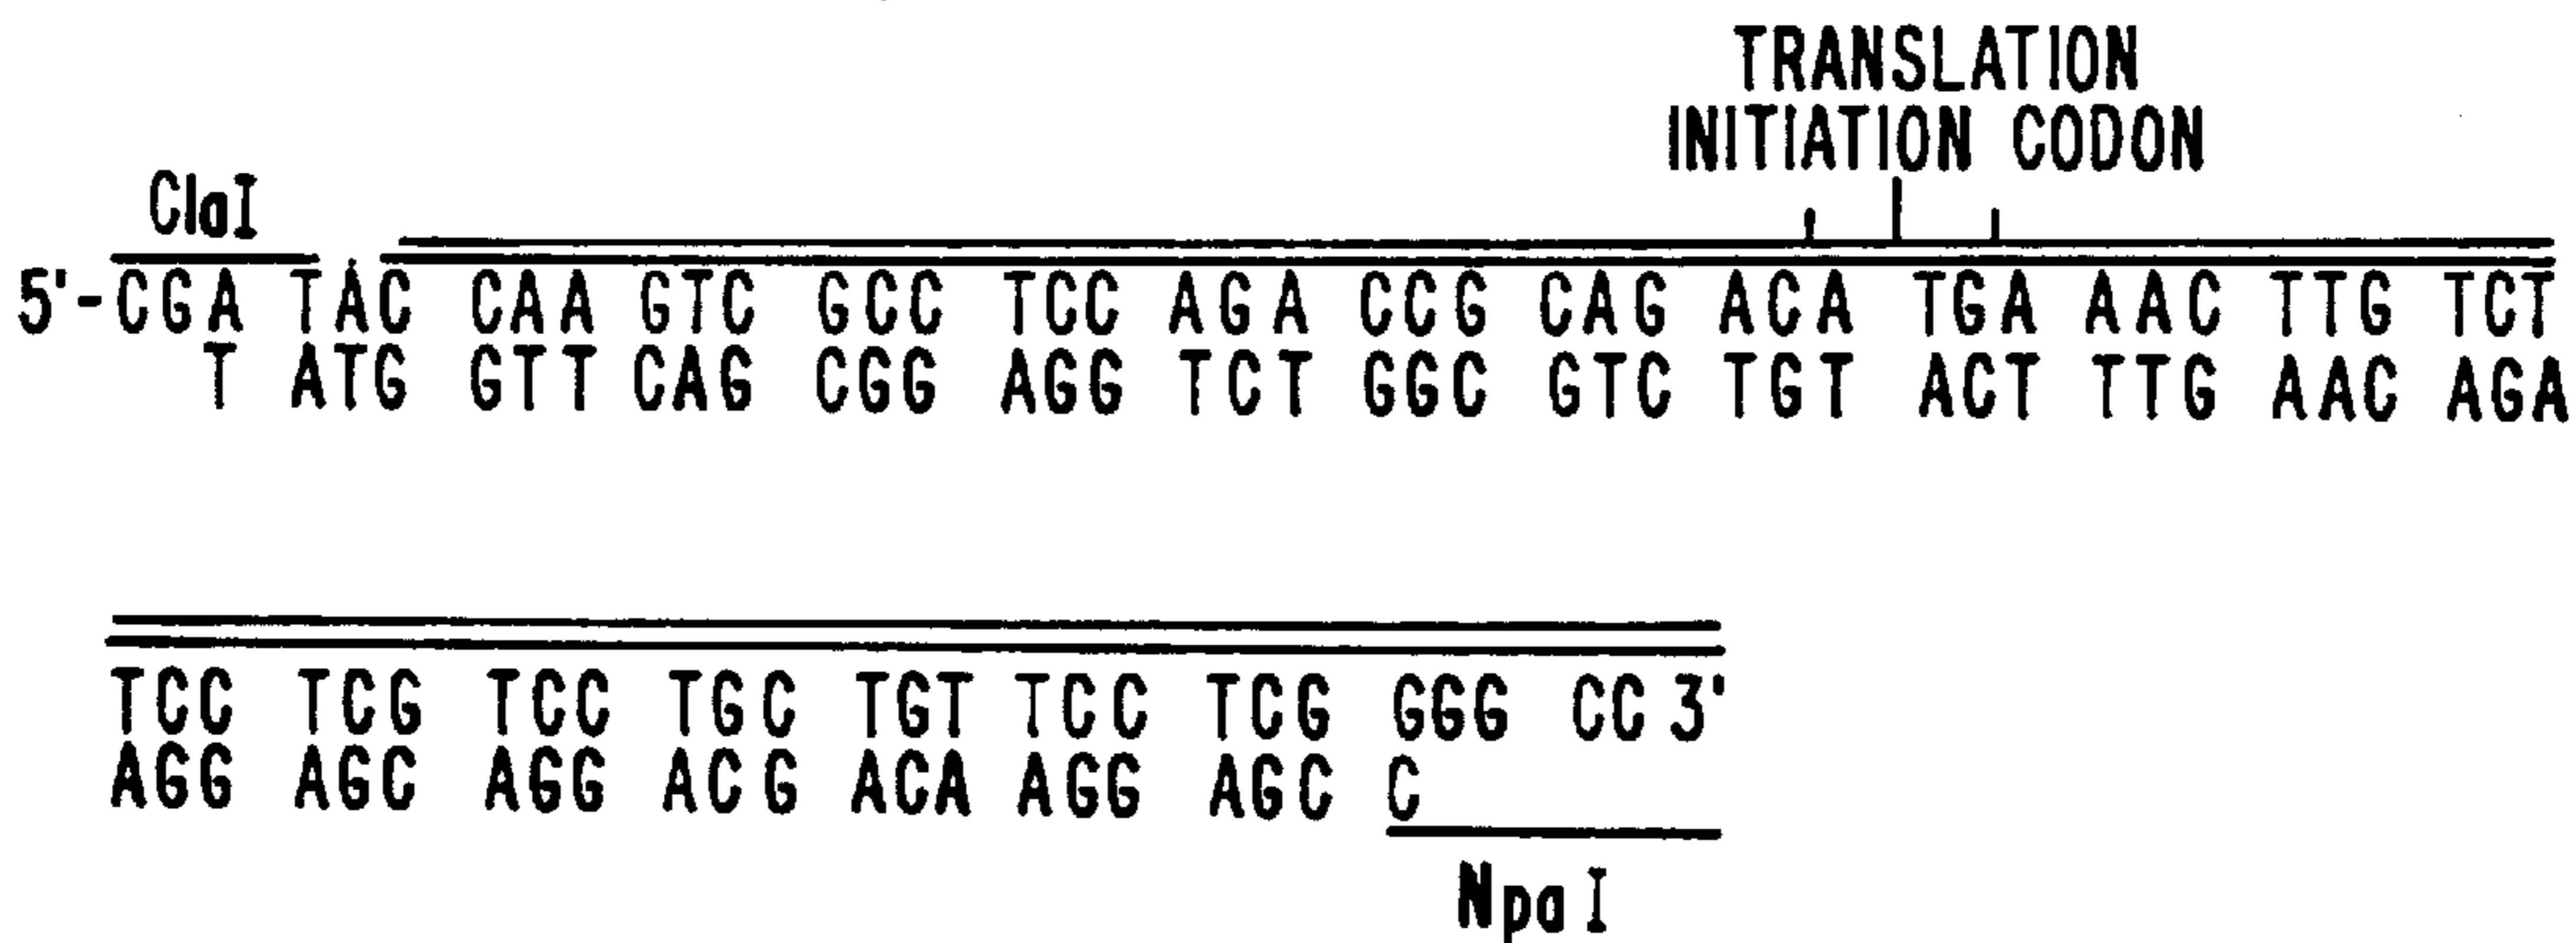 TRANSLATION
INITIATION CODON
ClaI
5'-CGA TAC CAA GTC GCC TCC AGA CCG CAG ACA TGA AAC TTG TCT
T ATG GTT CAG CGG AGG TCT GGC GTC TGT ACT TTG AAC AGA
TCC TCG TCC TGC TGT TCC TCG GGG CC 3'
AGG AGC AGG ACG ACA AGG AGC C
NpaI